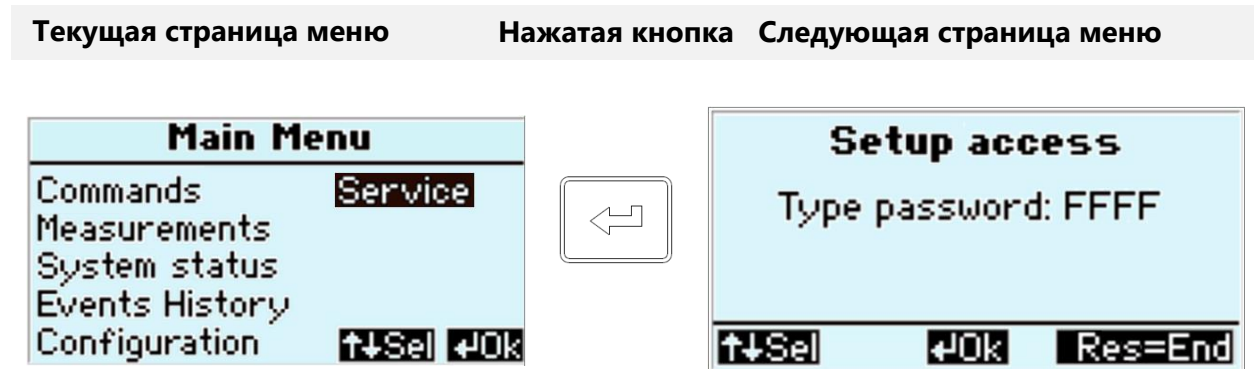 Текущая страница меню Нажатая кнопка Следующая страница меню
Main Menu
Commands Service
Measurements
System status
Events History
Configuration ↑↓Sel ↵Ok
Setup access
Type password: FFFF
↑↓Sel ↵Ok Res=End